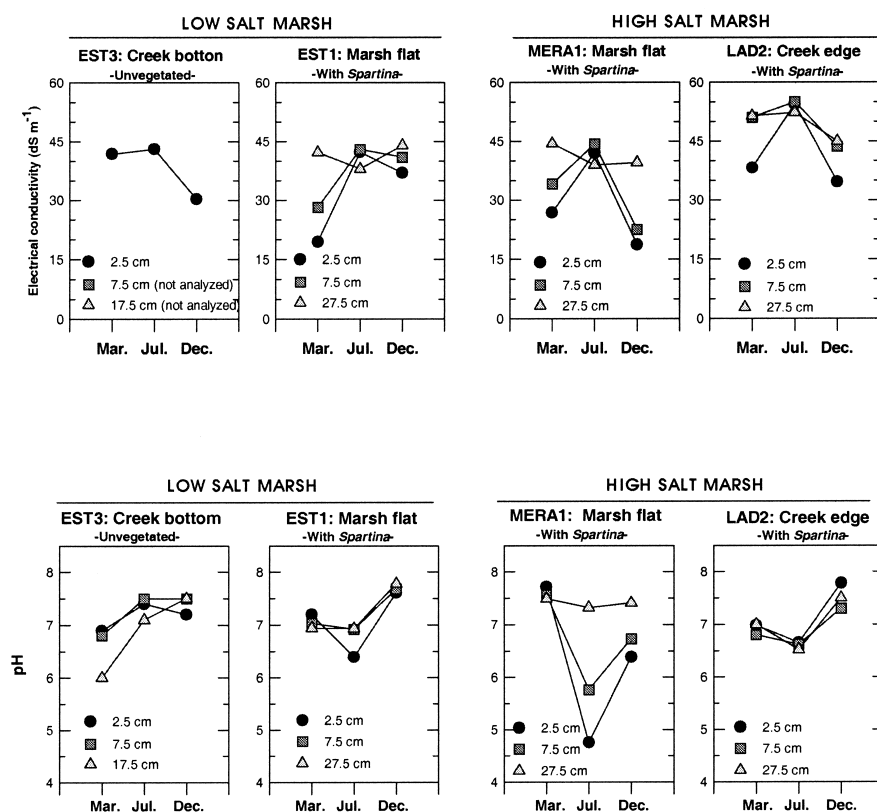 LOW SALT MARSH
HIGH SALT MARSH
EST3: Creek botton
-Unvegetated-
EST1: Marsh flat
-With Spartina-
MERA1: Marsh flat
-With Spartina-
LAD2: Creek edge
-With Spartina-
Electrical conductivity (dS m-1)
60
45
30
15
0
2.5 cm
7.5 cm (not analyzed)
17.5 cm (not analyzed)
Mar. Jul. Dec.
60
45
30
15
0
2.5 cm
7.5 cm
27.5 cm
Mar. Jul. Dec.
60
45
30
15
0
2.5 cm
7.5 cm
27.5 cm
Mar. Jul. Dec.
60
45
30
15
0
2.5 cm
7.5 cm
27.5 cm
Mar. Jul. Dec.
LOW SALT MARSH
HIGH SALT MARSH
EST3: Creek bottom
-Unvegetated-
EST1: Marsh flat
-With Spartina-
MERA1: Marsh flat
-With Spartina-
LAD2: Creek edge
-With Spartina-
pH
8
7
6
5
4
2.5 cm
7.5 cm
17.5 cm
Mar. Jul. Dec.
8
7
6
5
4
2.5 cm
7.5 cm
27.5 cm
Mar. Jul. Dec.
8
7
6
5
4
2.5 cm
7.5 cm
27.5 cm
Mar. Jul. Dec.
8
7
6
5
4
2.5 cm
7.5 cm
27.5 cm
Mar. Jul. Dec.